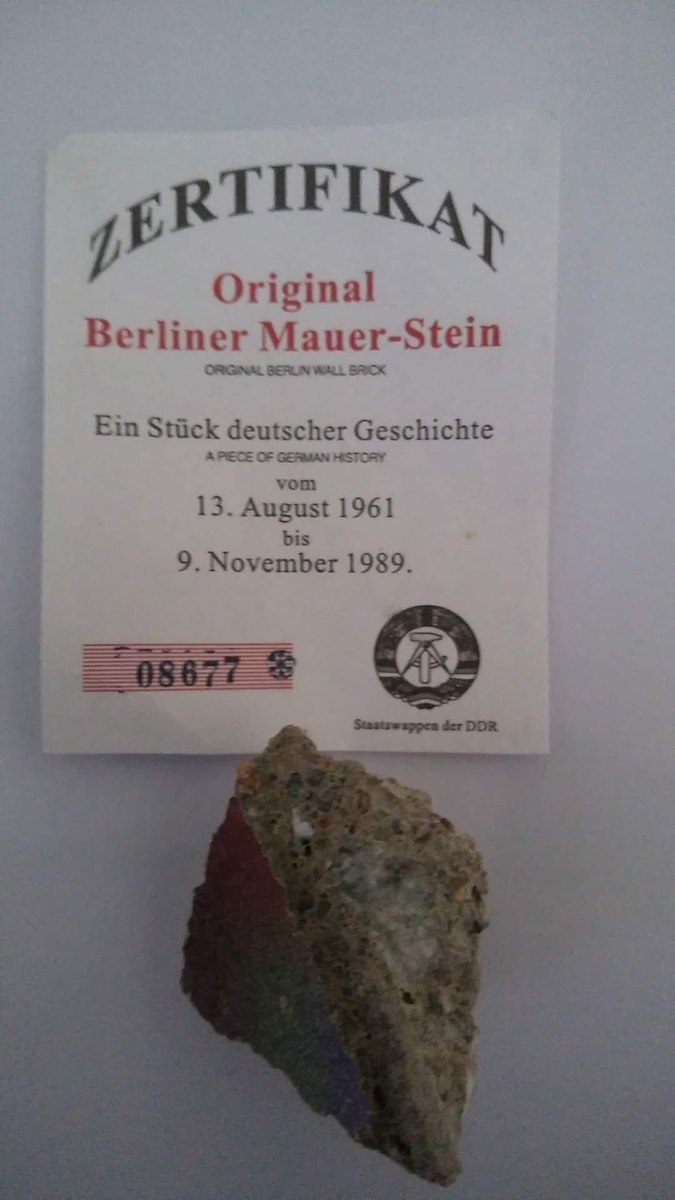 ZERTIFIKAT
Original
Berliner Mauer-Stein
ORIGINAL BERLIN WALL BRICK
Ein Stück deutscher Geschichte
A PIECE OF GERMAN HISTORY
vom
13. August 1961
bis
9. November 1989.
08677
Staatswappen der DDR